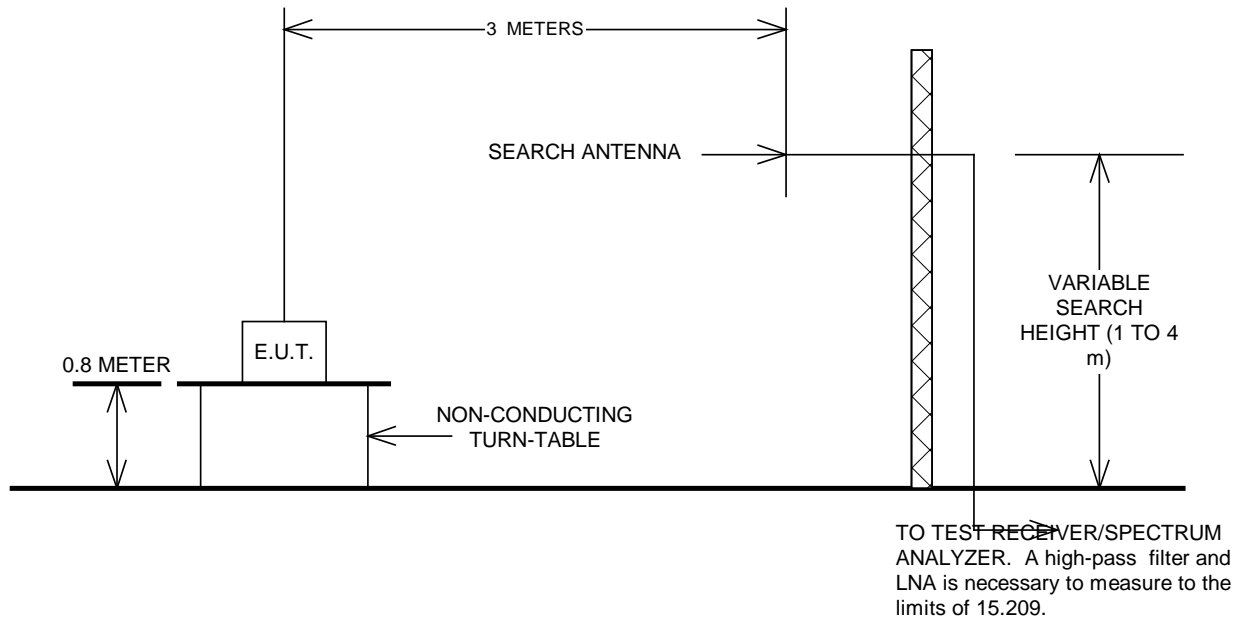 3 METERS
SEARCH ANTENNA
VARIABLE
SEARCH
HEIGHT (1 TO 4
m)
E.U.T.
0.8 METER
NON-CONDUCTING
TURN-TABLE
TO TEST RECEIVER/SPECTRUM
ANALYZER. A high-pass filter and
LNA is necessary to measure to the
limits of 15.209.